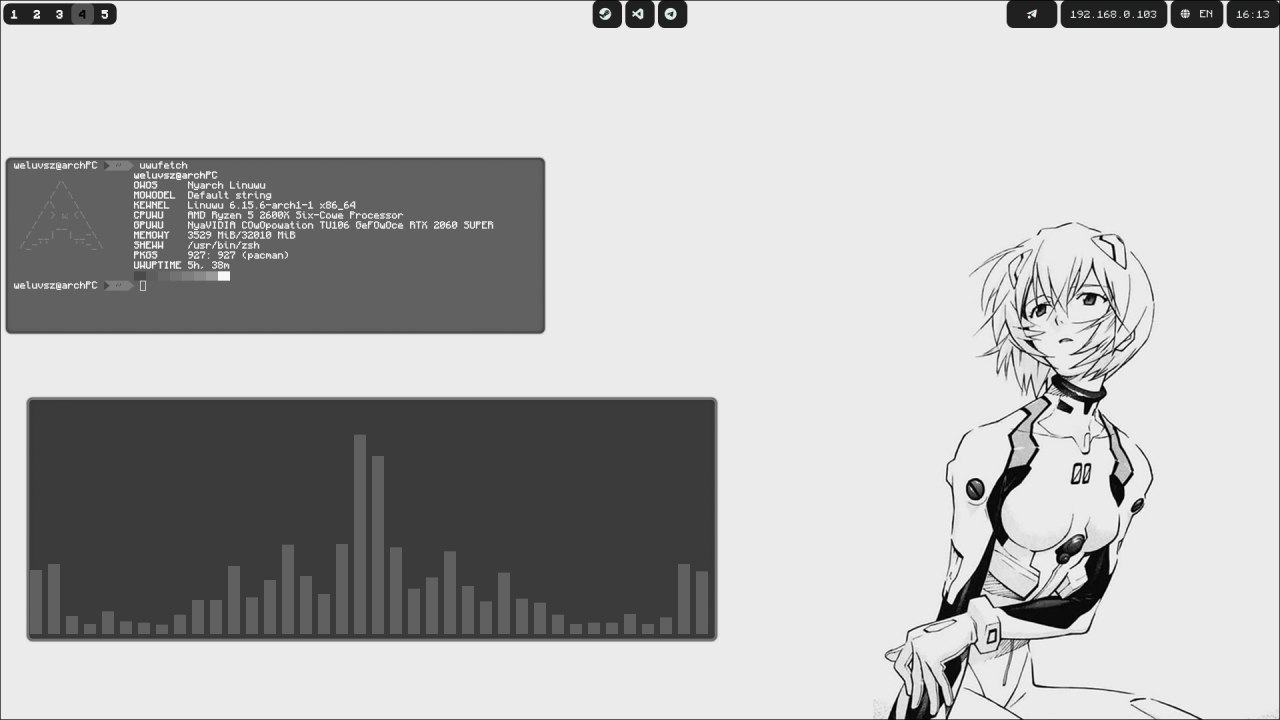 1 2 3 4 5
192.168.0.103
EN
16:13
weluvsz@archPC ~ uwufetch
weluvsz@archPC
OWOS Nyarch Linuwu
MOWODEL Default string
KEWNEL Linuwu 6.15.6-arch1-1 x86_64
CPUWU AMD Ryzen 5 2600X Six-Cowe Processor
GPUWU NyaVIDIA COwOpowation TU106 GeFOwOce RTX 2060 SUPER
MEMOWY 3529 MiB/32010 MiB
SHEWW /usr/bin/zsh
PKGS 927: 927 (pacman)
UWUPTIME 5h, 38m
weluvsz@archPC ~
00